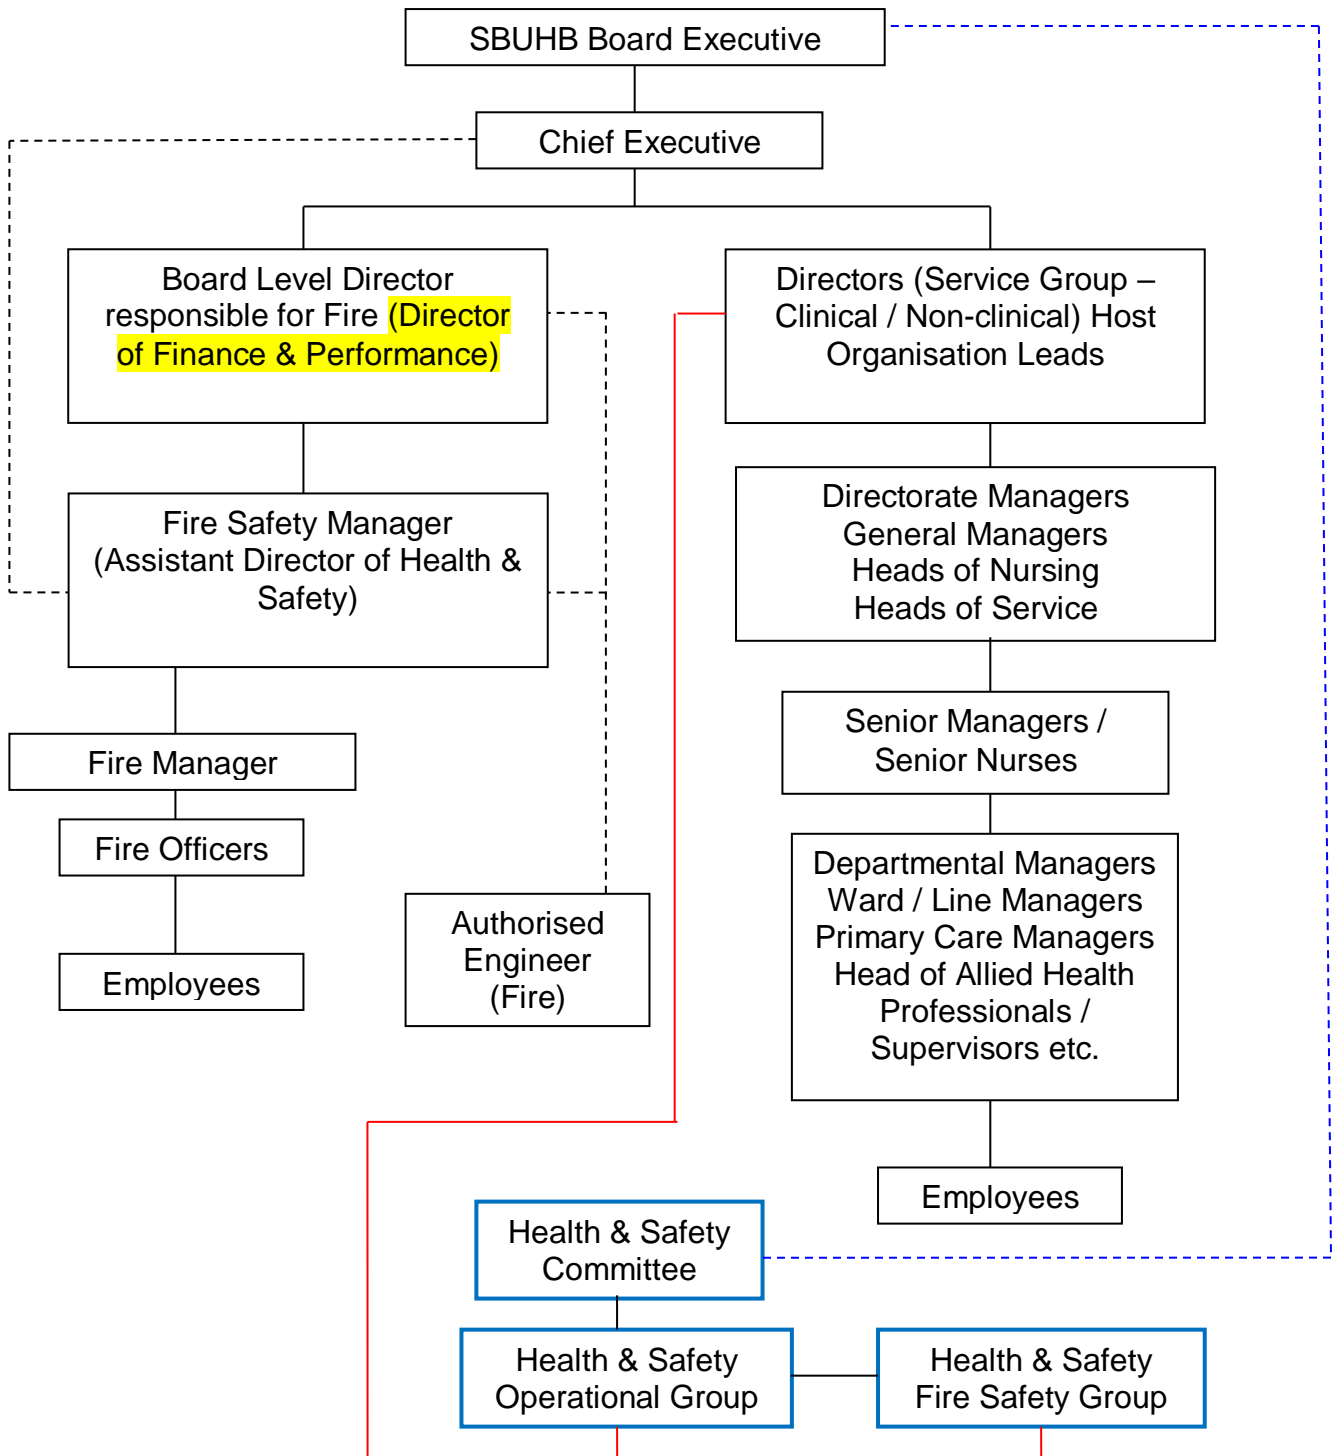 SBUHB Board Executive
Chief Executive
Board Level Director
responsible for Fire (Director
of Finance & Performance)
Directors (Service Group –
Clinical / Non-clinical) Host
Organisation Leads
Fire Safety Manager
(Assistant Director of Health &
Safety)
Directorate Managers
General Managers
Heads of Nursing
Heads of Service
Senior Managers /
Senior Nurses
Fire Manager
Fire Officers
Employees
Authorised
Engineer
(Fire)
Departmental Managers
Ward / Line Managers
Primary Care Managers
Head of Allied Health
Professionals /
Supervisors etc.
Employees
Health & Safety
Committee
Health & Safety
Operational Group
Health & Safety
Fire Safety Group